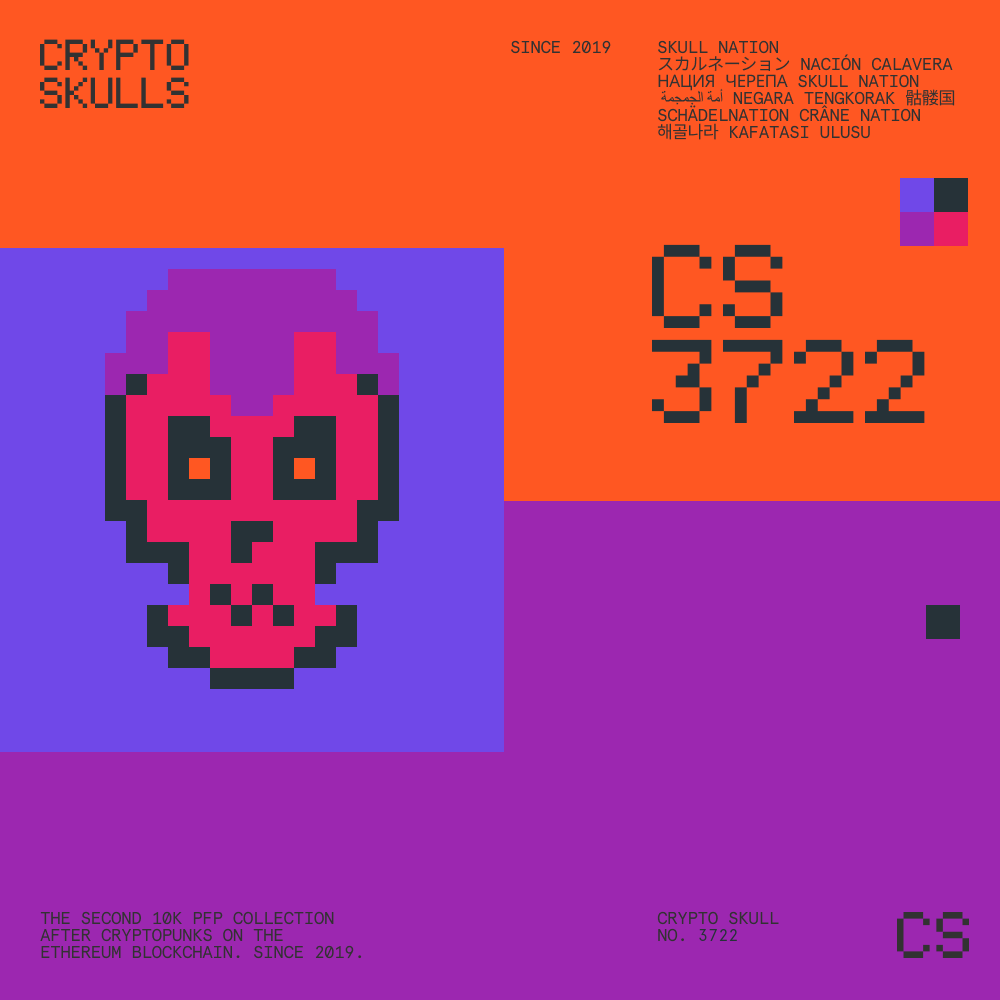 CRYPTO
SKULLS
SINCE 2019
SKULL NATION
スカルネーション NACIÓN CALAVERA
НАЦИЯ ЧЕРЕПА SKULL NATION
أمة الجمجمة NEGARA TENGKORAK 骷髅国
SCHÄDELNATION CRÂNE NATION
해골나라 KAFATASI ULUSU
CS
3722
THE SECOND 10K PFP COLLECTION
AFTER CRYPTOPUNKS ON THE
ETHEREUM BLOCKCHAIN. SINCE 2019.
CRYPTO SKULL
NO. 3722
CS